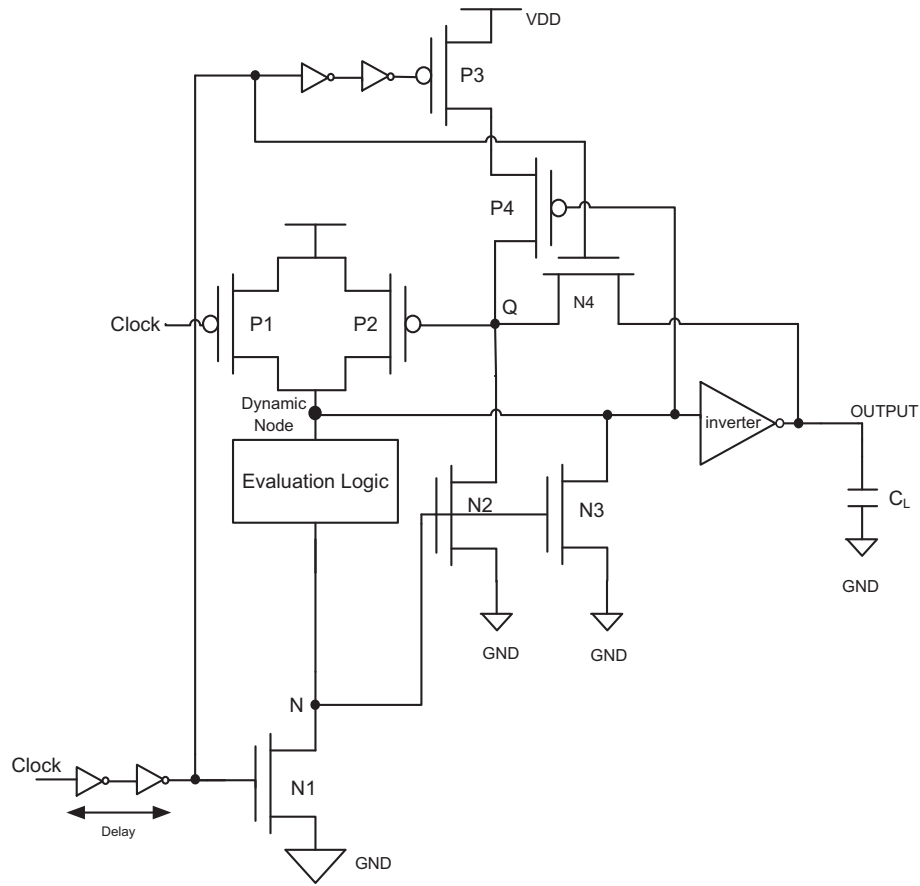 VDD
P3
P4
N4
Q
Clock
P1
P2
Dynamic
Node
inverter
OUTPUT
Evaluation Logic
N2
N3
CL
GND
GND
GND
N
Clock
N1
Delay
GND